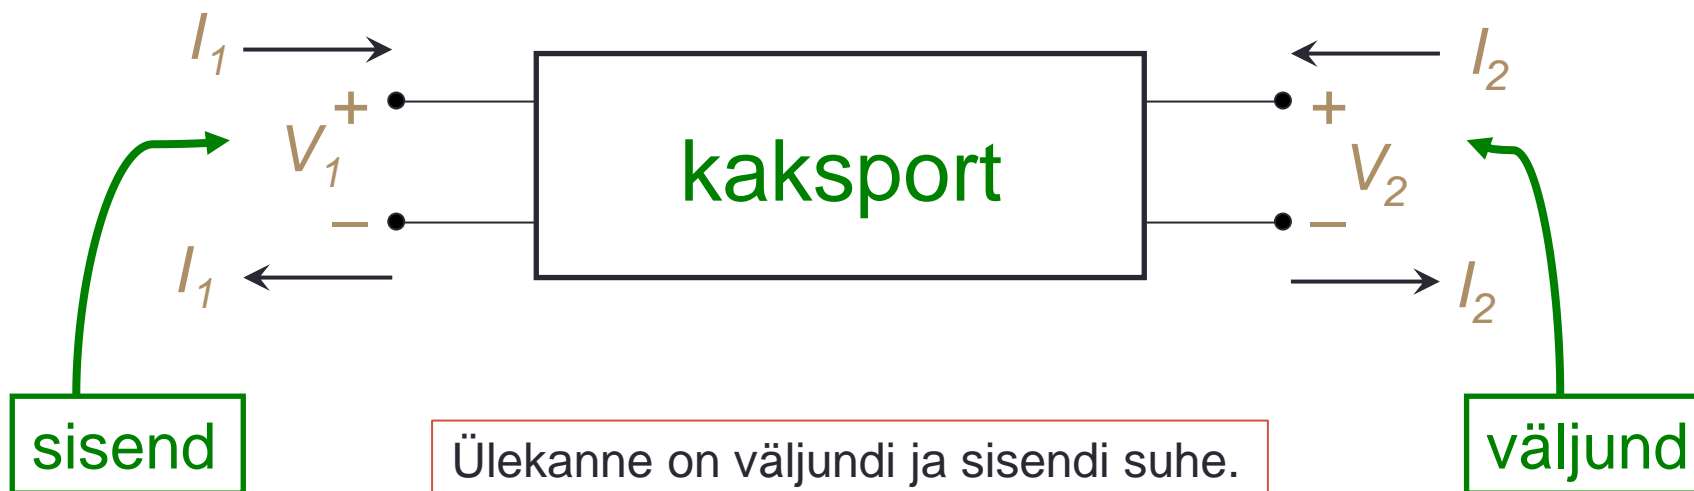 I₁
I₂
+
+
V₁
kaksport
V₂
–
–
I₁
I₂
sisend
Ülekanne on väljundi ja sisendi suhe.
väljund